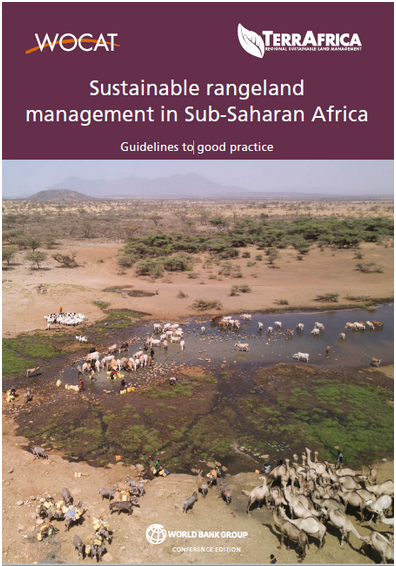 WOCAT
TERRAFRICA
REGIONAL SUSTAINABLE LAND MANAGEMENT
Sustainable rangeland
management in Sub-Saharan Africa
Guidelines to good practice
WORLD BANK GROUP
CONFERENCE EDITION